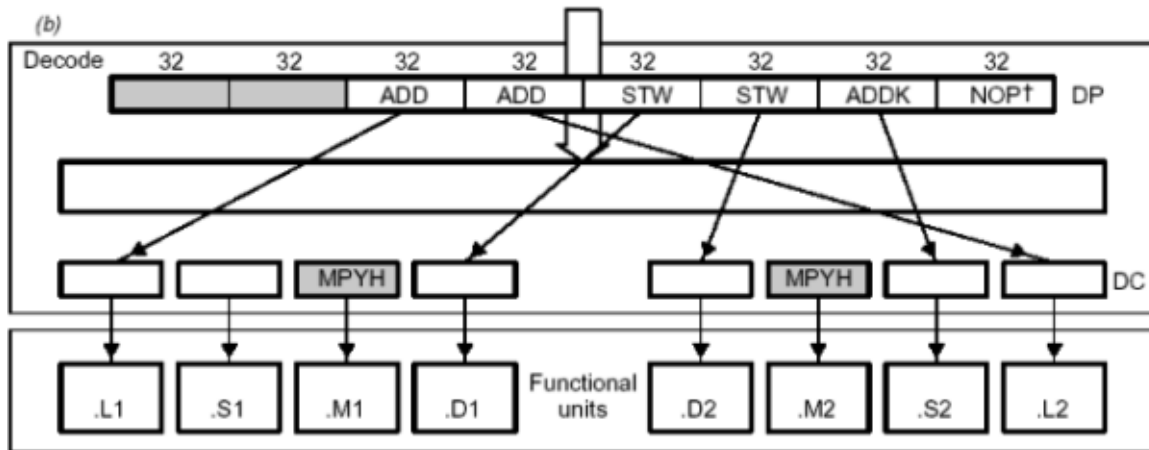 (b)
Decode 32 32 32 32 32 32 32 32
ADD ADD STW STW ADDK NOP† DP
MPYH MPYH DC
.L1 .S1 .M1 .D1 Functional units .D2 .M2 .S2 .L2